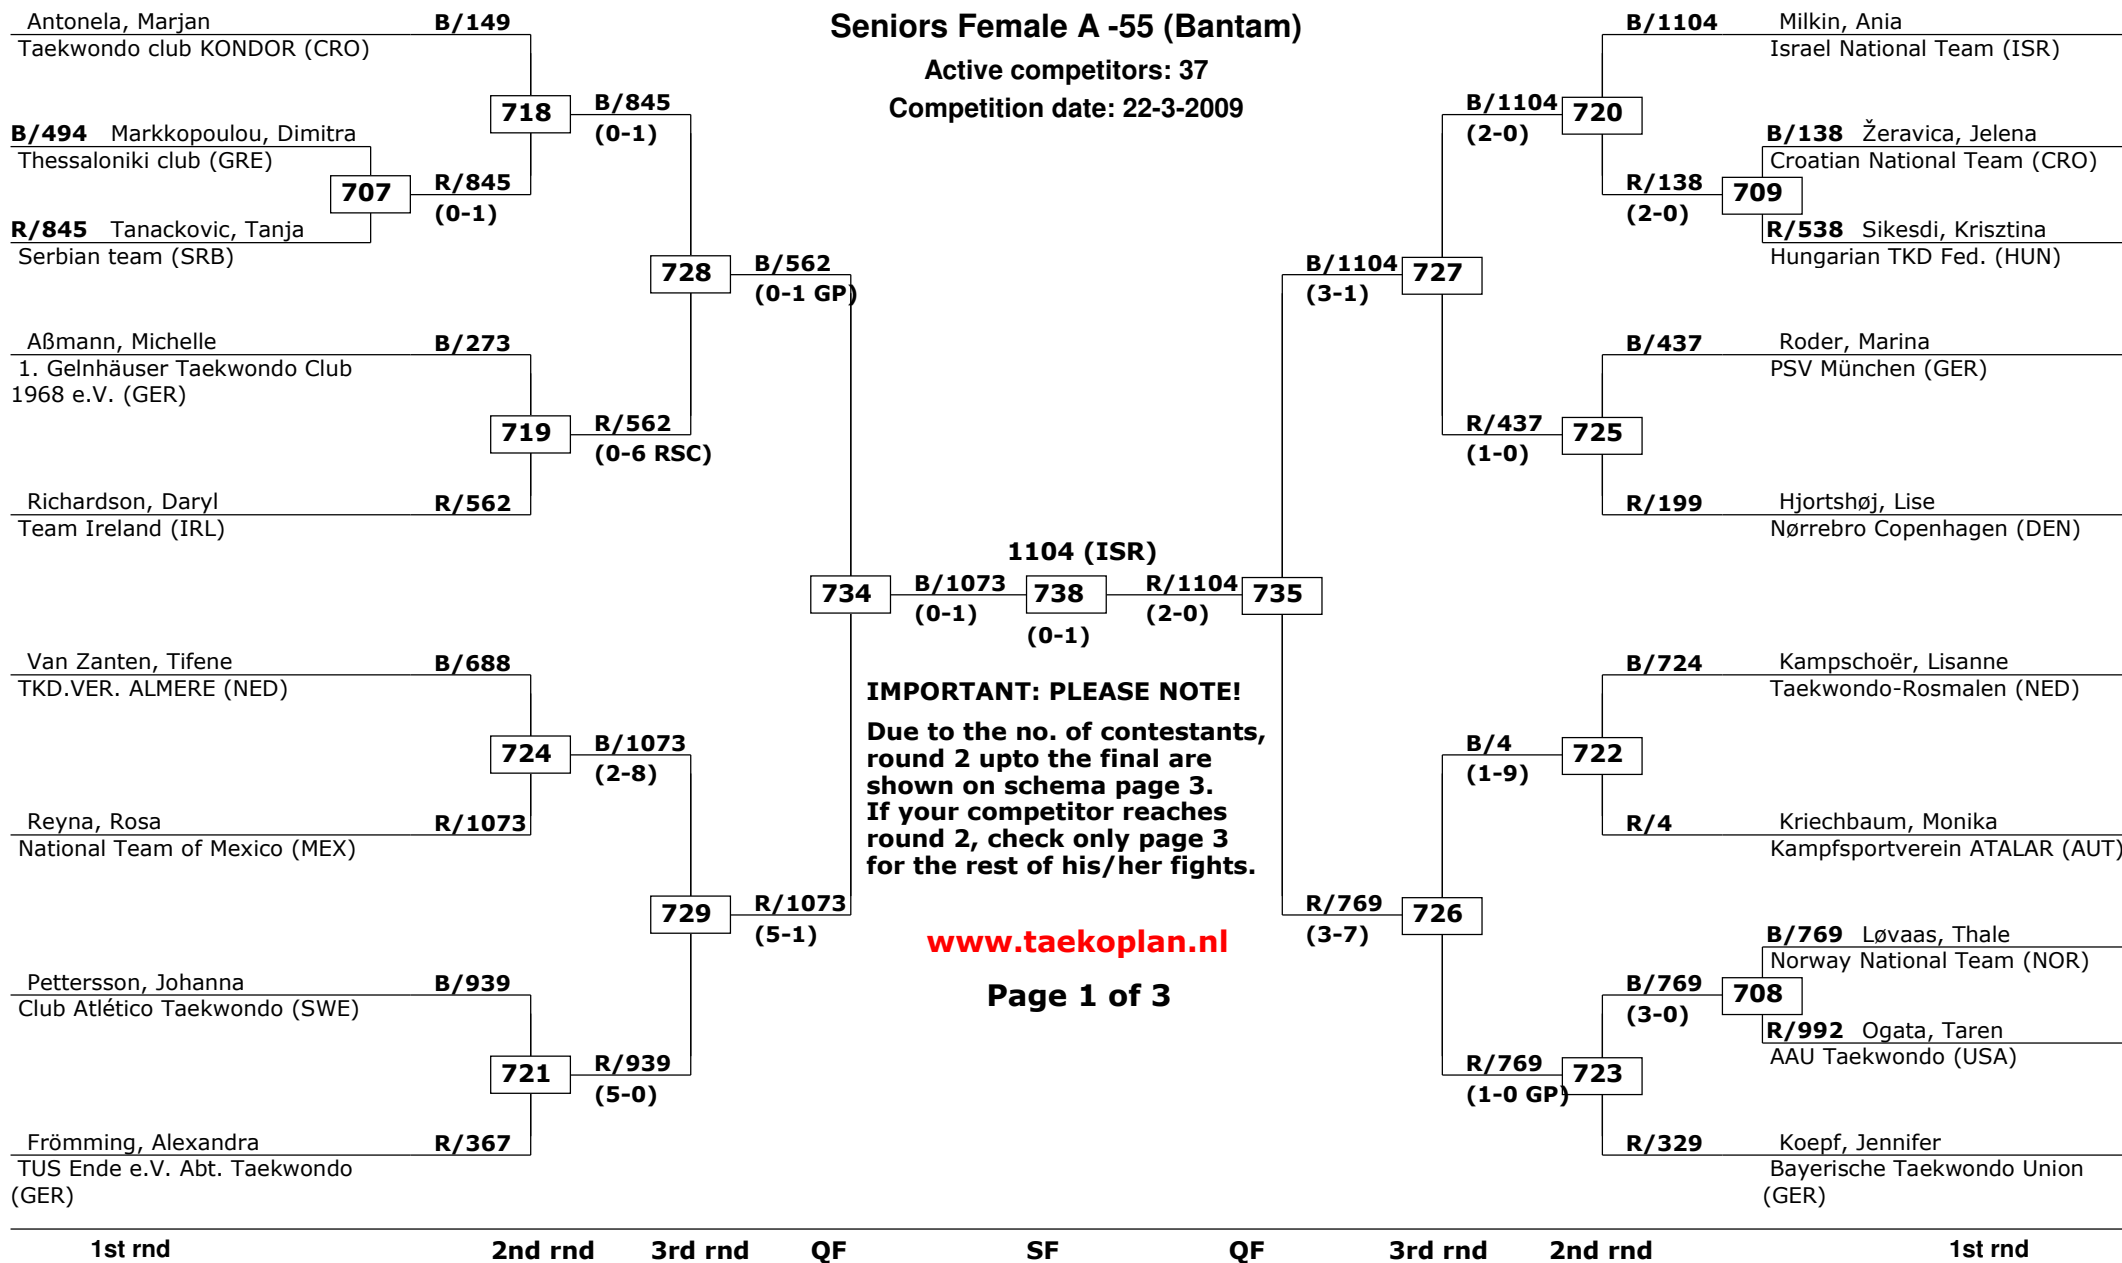 Seniors Female A -55 (Bantam)
Active competitors: 37
Competition date: 22-3-2009
Antonela, Marjan B/149
Taekwondo club KONDOR (CRO)
718
B/845
(0-1)
B/494 Markkopoulou, Dimitra
Thessaloniki club (GRE)
707
R/845
(0-1)
R/845 Tanackovic, Tanja
Serbian team (SRB)
728
B/562
(0-1 GP)
Aßmann, Michelle B/273
1. Gelnhäuser Taekwondo Club
1968 e.V. (GER)
719
R/562
(0-6 RSC)
Richardson, Daryl R/562
Team Ireland (IRL)
734
B/1073
(0-1)
1104 (ISR)
738
(0-1)
R/1104
(2-0)
735
Van Zanten, Tifene B/688
TKD.VER. ALMERE (NED)
724
B/1073
(2-8)
Reyna, Rosa R/1073
National Team of Mexico (MEX)
729
R/1073
(5-1)
Pettersson, Johanna B/939
Club Atlético Taekwondo (SWE)
721
R/939
(5-0)
Frömming, Alexandra R/367
TUS Ende e.V. Abt. Taekwondo
(GER)
IMPORTANT: PLEASE NOTE!
Due to the no. of contestants,
round 2 upto the final are
shown on schema page 3.
If your competitor reaches
round 2, check only page 3
for the rest of his/her fights.
www.taekoplan.nl
Page 1 of 3
B/1104 Milkin, Ania
Israel National Team (ISR)
B/1104
(2-0)
720
B/138 Žeravica, Jelena
Croatian National Team (CRO)
R/138
(2-0)
709
R/538 Sikesdi, Krisztina
Hungarian TKD Fed. (HUN)
B/1104
(3-1)
727
B/437 Roder, Marina
PSV München (GER)
R/437
(1-0)
725
R/199 Hjortshøj, Lise
Nørrebro Copenhagen (DEN)
B/724 Kampschoër, Lisanne
Taekwondo-Rosmalen (NED)
B/4
(1-9)
722
R/4 Kriechbaum, Monika
Kampfsportverein ATALAR (AUT)
R/769
(3-7)
726
B/769 Løvaas, Thale
Norway National Team (NOR)
B/769
(3-0)
708
R/992 Ogata, Taren
AAU Taekwondo (USA)
R/769
(1-0 GP)
723
R/329 Koepf, Jennifer
Bayerische Taekwondo Union
(GER)
1st rnd 2nd rnd 3rd rnd QF SF QF 3rd rnd 2nd rnd 1st rnd